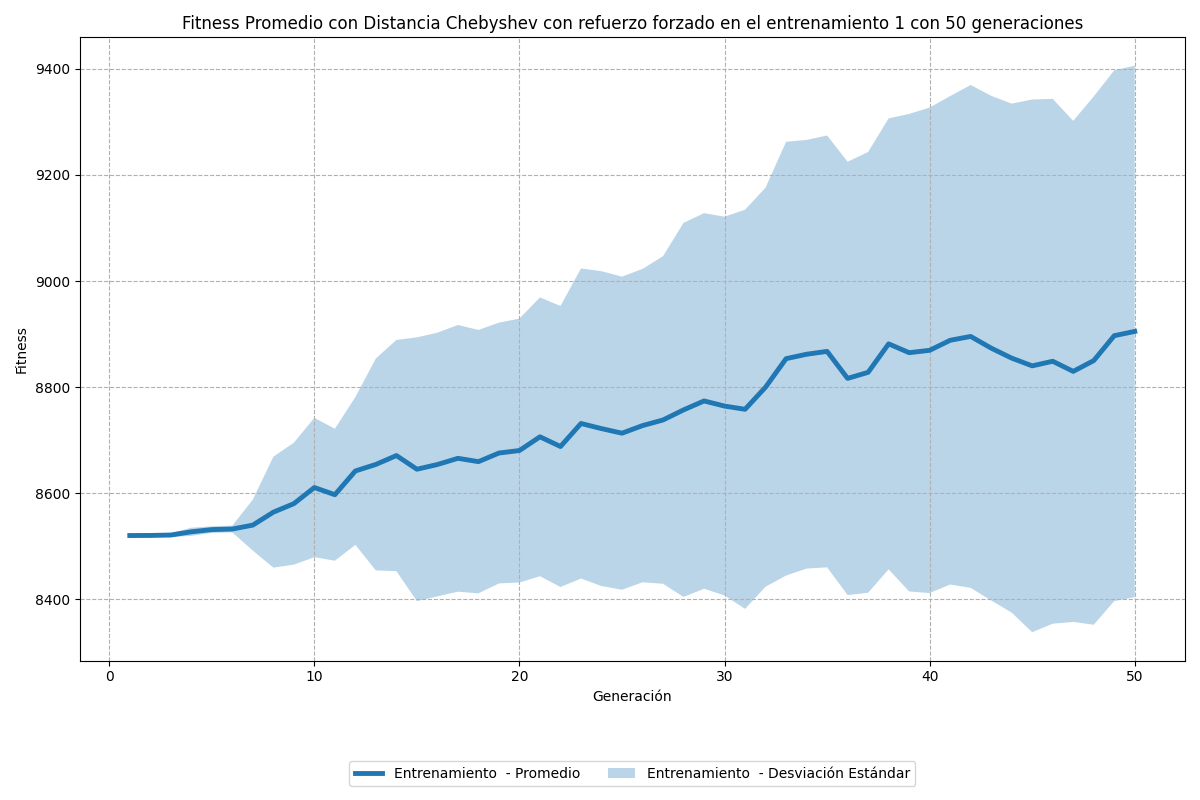 Fitness Promedio con Distancia Chebyshev con refuerzo forzado en el entrenamiento 1 con 50 generaciones
9400
9200
9000
8800
8600
8400
Fitness
0 10 20 30 40 50
Generación
Entrenamiento - Promedio Entrenamiento - Desviación Estándar